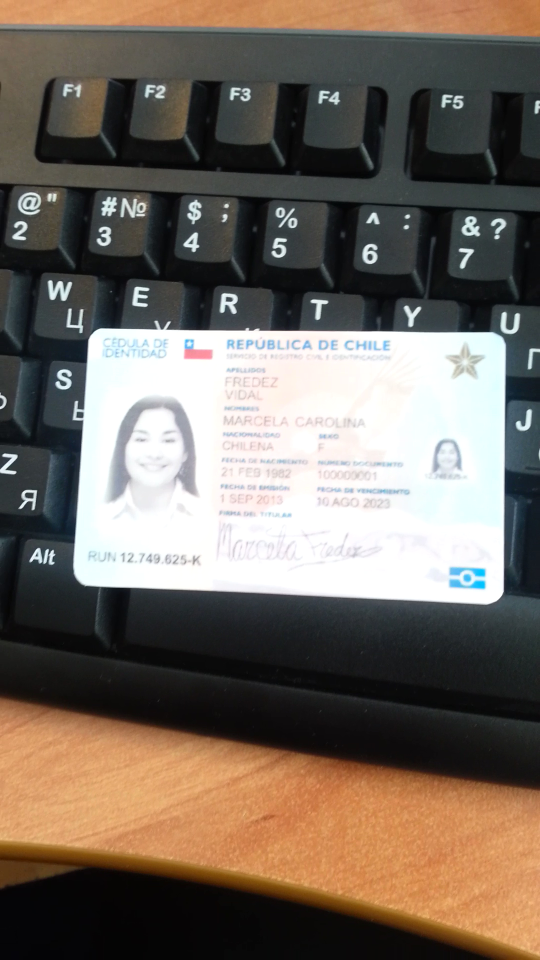 F1 F2 F3 F4 F5
@ " 2 #№ 3 $ ; 4 % 5 ^ : 6 & ? 7
W Ц E R T Y U
CÉDULA DE
IDENTIDAD
REPÚBLICA DE CHILE
SERVICIO DE REGISTRO CIVIL E IDENTIFICACIÓN
APELLIDOS
FREDEZ
VIDAL
NOMBRES
MARCELA CAROLINA
NACIONALIDAD SEXO
CHILENA F
FECHA DE NACIMIENTO NÚMERO DOCUMENTO
21 FEB 1982 100000001
FECHA DE EMISIÓN FECHA DE VENCIMIENTO
1 SEP 2013 10 AGO 2023
FIRMA DEL TITULAR
Marcella Fredez
RUN 12.749.625-K
S J
Z Я
Alt